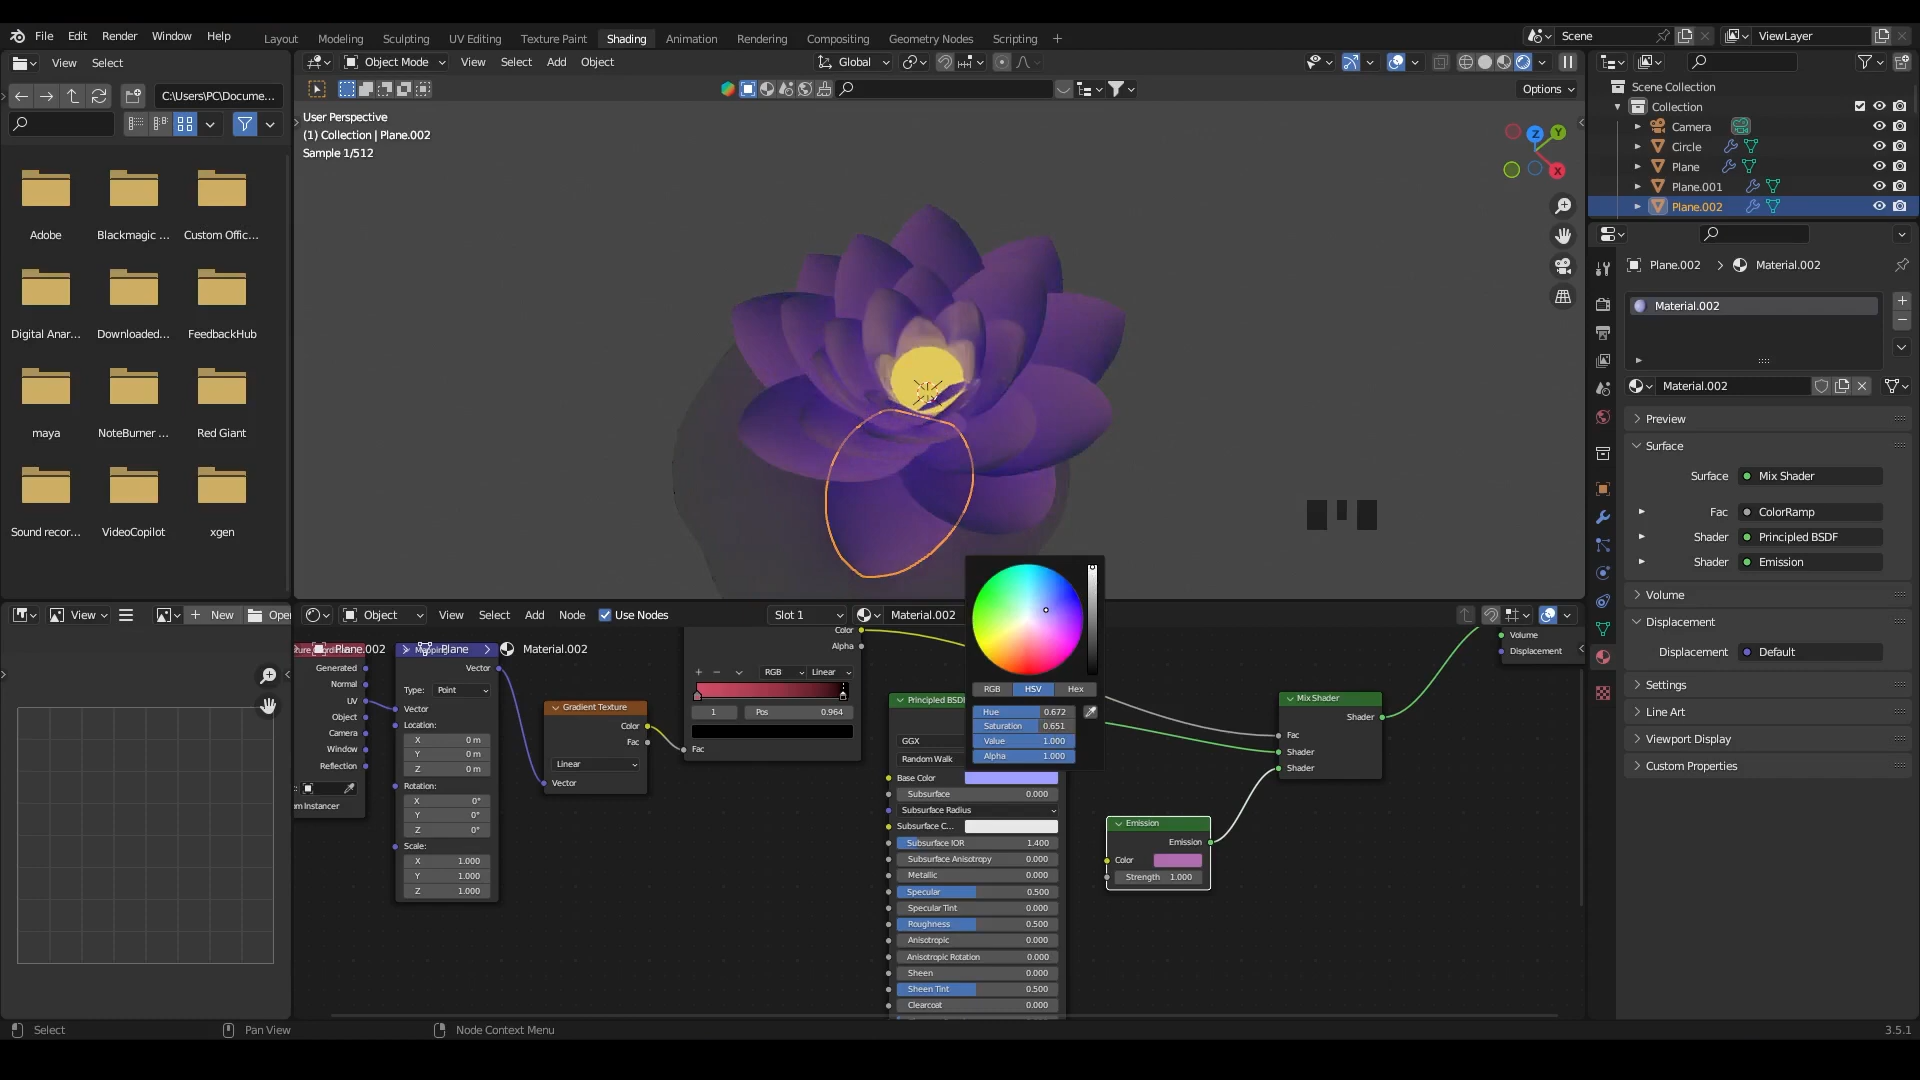 File Edit Render Window Help
Layout Modeling Sculpting UV Editing Texture Paint Shading Animation Rendering Compositing Geometry Nodes Scripting
Scene
ViewLayer
View Select
Object Mode View Select Add Object
Global
C:\Users\PC\Docume...
Options
User Perspective
(1) Collection | Plane.002
Sample 1/512
Z
Y
X
Adobe
Blackmagic ...
Custom Offic...
Digital Anar...
Downloaded...
FeedbackHub
maya
NoteBurner ...
Red Giant
Sound recor...
VideoCopilot
xgen
Scene Collection
Collection
Camera
Circle
Plane
Plane.001
Plane.002
Plane.002 > Material.002
Material.002
Material.002
Preview
Surface
Surface Mix Shader
Fac ColorRamp
Shader Principled BSDF
Shader Emission
Volume
Displacement
Displacement Default
Settings
Line Art
Viewport Display
Custom Properties
View
New
Open
Object View Select Add Node Use Nodes
Slot 1
Material.002
Plane.002
Plane
Material.002
Generated
Normal
UV
Object
Camera
Window
Reflection
Mapping
Vector
Type: Point
Vector
Location:
X 0 m
Y 0 m
Z 0 m
Rotation:
X 0°
Y 0°
Z 0°
Scale:
X 1.000
Y 1.000
Z 1.000
Gradient Texture
Color
Fac
Linear
Vector
Color
Alpha
RGB Linear
1 Pos 0.964
Fac
Principled BSDF
GGX
Random Walk
Base Color
Subsurface 0.000
Subsurface Radius
Subsurface C...
Subsurface IOR 1.400
Subsurface Anisotropy 0.000
Metallic 0.000
Specular 0.500
Specular Tint 0.000
Roughness 0.500
Anisotropic 0.000
Anisotropic Rotation 0.000
Sheen 0.000
Sheen Tint 0.500
Clearcoat 0.000
RGB HSV Hex
Hue 0.672
Saturation 0.651
Value 1.000
Alpha 1.000
Emission
Emission
Color
Strength 1.000
Mix Shader
Shader
Fac
Shader
Shader
Volume
Displacement
Select
Pan View
Node Context Menu
3.5.1